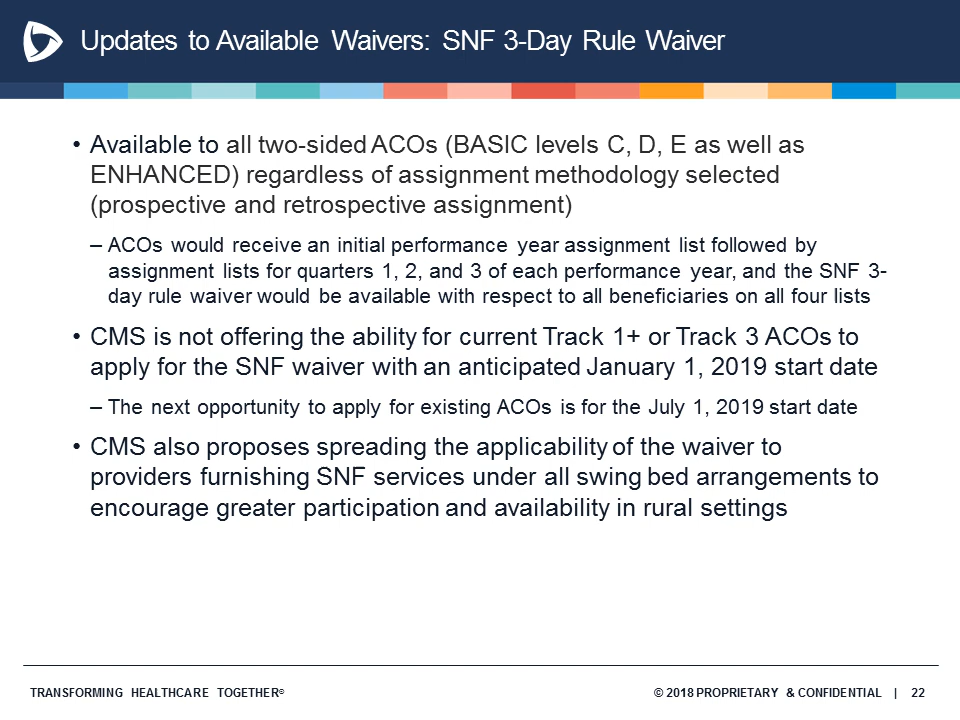 Updates to Available Waivers: SNF 3-Day Rule Waiver
• Available to all two-sided ACOs (BASIC levels C, D, E as well as
ENHANCED) regardless of assignment methodology selected
(prospective and retrospective assignment)
– ACOs would receive an initial performance year assignment list followed by
assignment lists for quarters 1, 2, and 3 of each performance year, and the SNF 3-
day rule waiver would be available with respect to all beneficiaries on all four lists
• CMS is not offering the ability for current Track 1+ or Track 3 ACOs to
apply for the SNF waiver with an anticipated January 1, 2019 start date
– The next opportunity to apply for existing ACOs is for the July 1, 2019 start date
• CMS also proposes spreading the applicability of the waiver to
providers furnishing SNF services under all swing bed arrangements to
encourage greater participation and availability in rural settings
TRANSFORMING HEALTHCARE TOGETHER® © 2018 PROPRIETARY & CONFIDENTIAL | 22